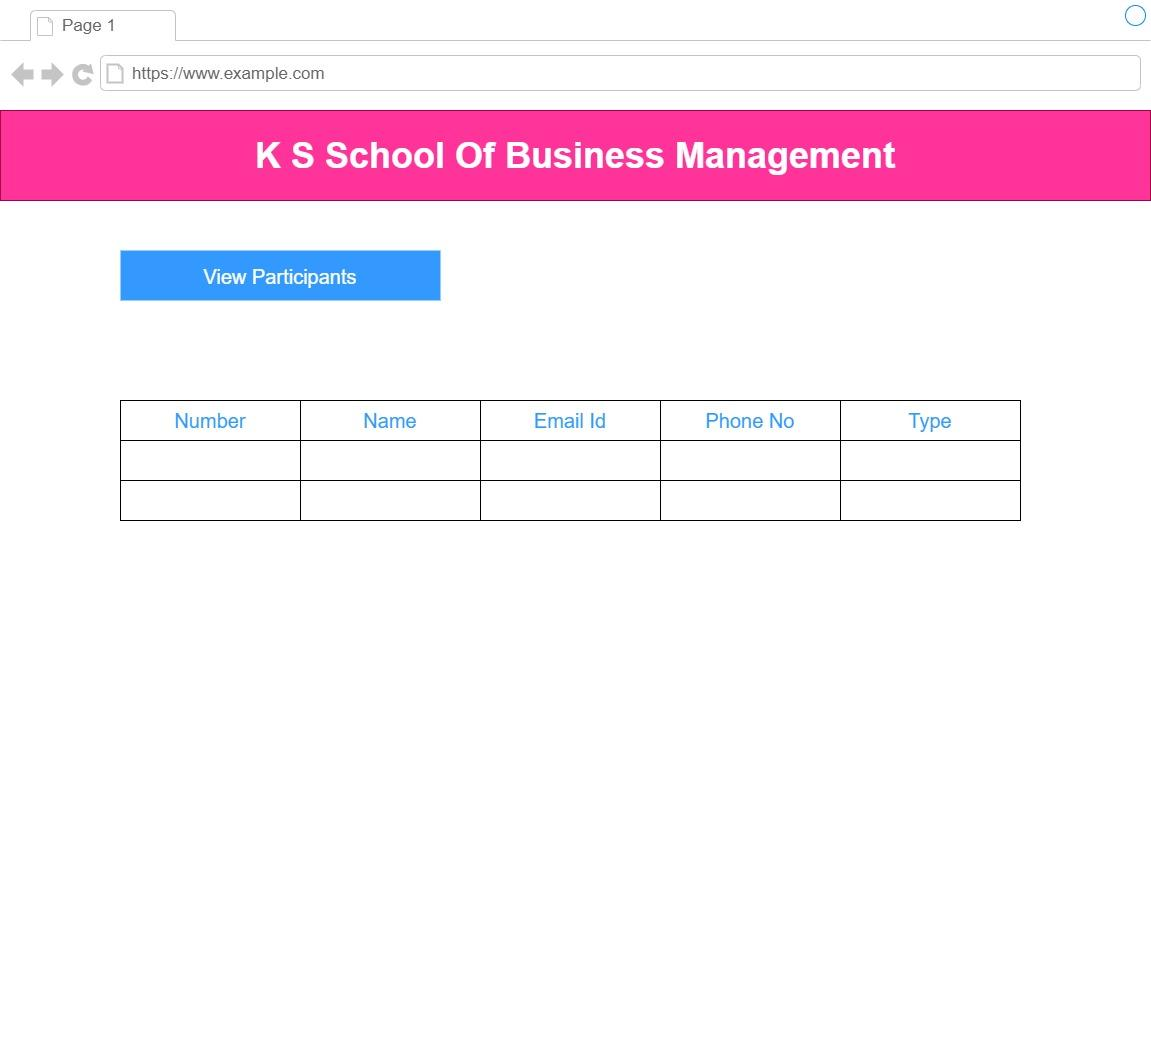 Page 1
https://www.example.com
K S School Of Business Management
View Participants
Number Name Email Id Phone No Type